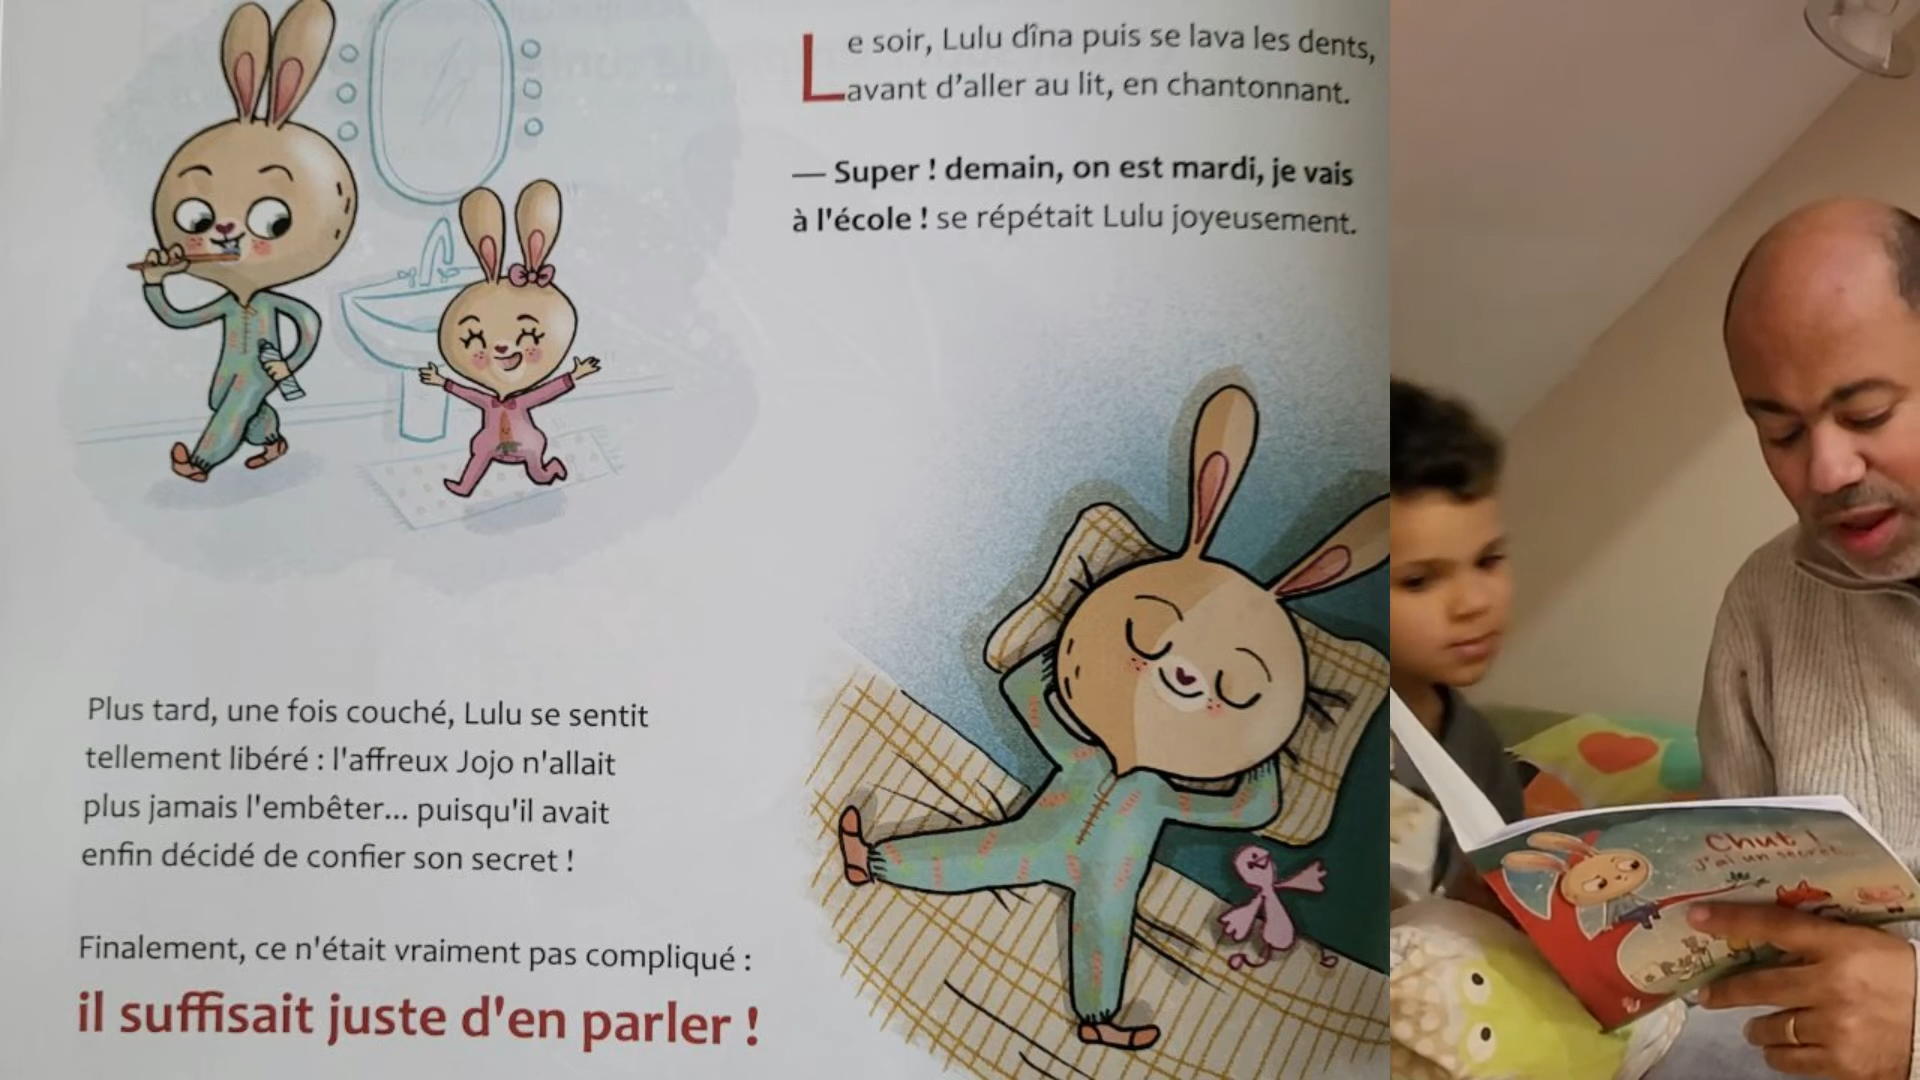 Le soir, Lulu dîna puis se lava les dents,
avant d’aller au lit, en chantonnant.
— Super ! demain, on est mardi, je vais
à l'école ! se répétait Lulu joyeusement.
Plus tard, une fois couché, Lulu se sentit
tellement libéré : l'affreux Jojo n'allait
plus jamais l'embêter... puisqu'il avait
enfin décidé de confier son secret !
Finalement, ce n'était vraiment pas compliqué :
il suffisait juste d'en parler !
Chut !
J'ai un secret...